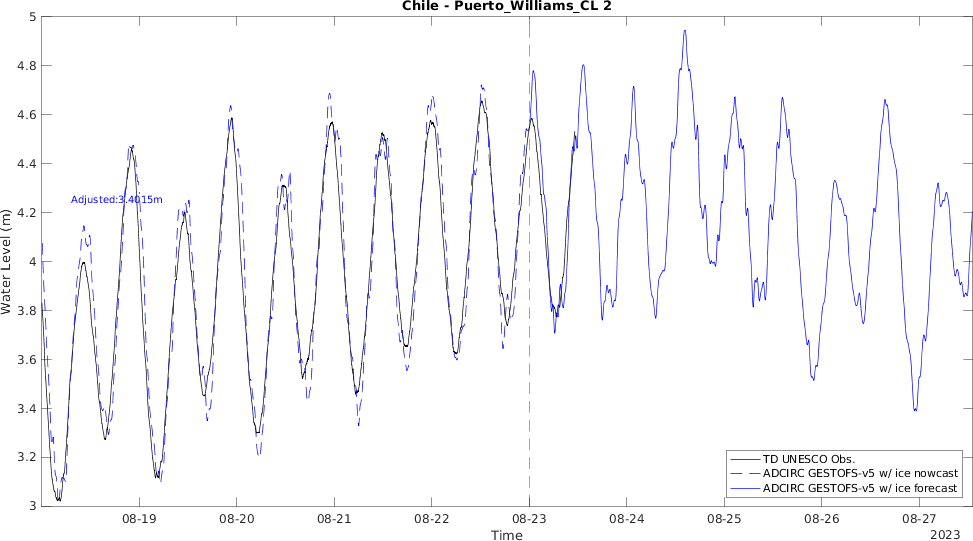 Chile - Puerto_Williams_CL 2
5
4.8
4.6
4.4
4.2
4
3.8
3.6
3.4
3.2
3
Water Level (m)
Adjusted:3.4015m
TD UNESCO Obs.
ADCIRC GESTOFS-v5 w/ ice nowcast
ADCIRC GESTOFS-v5 w/ ice forecast
08-19 08-20 08-21 08-22 08-23 08-24 08-25 08-26 08-27
Time
2023